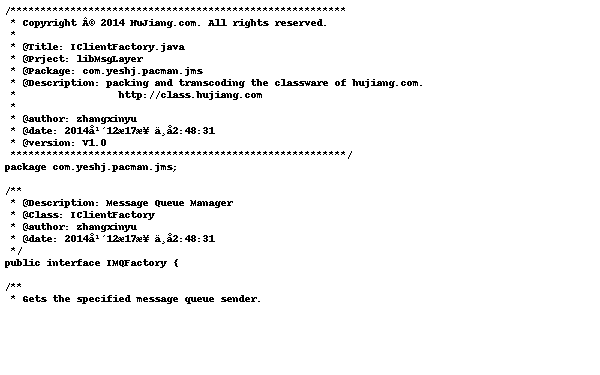 /********************************************************
 * Copyright Â© 2014 HuJiang.com. All rights reserved.
 *
 * @Title: IClientFactory.java
 * @Prject: libMsgLayer
 * @Package: com.yeshj.pacman.jms
 * @Description: packing and transcoding the classware of hujiang.com.
 *                 http://class.hujiang.com
 *
 * @author: zhangxinyu
 * @date: 2014å¹´12æ17æ¥ ä¸å2:48:31
 * @version: V1.0
 ********************************************************/
package com.yeshj.pacman.jms;
/**
 * @Description: Message Queue Manager
 * @Class: IClientFactory
 * @author: zhangxinyu
 * @date: 2014å¹´12æ17æ¥ ä¸å2:48:31
 */
public interface IMQFactory {
/**
 * Gets the specified message queue sender.